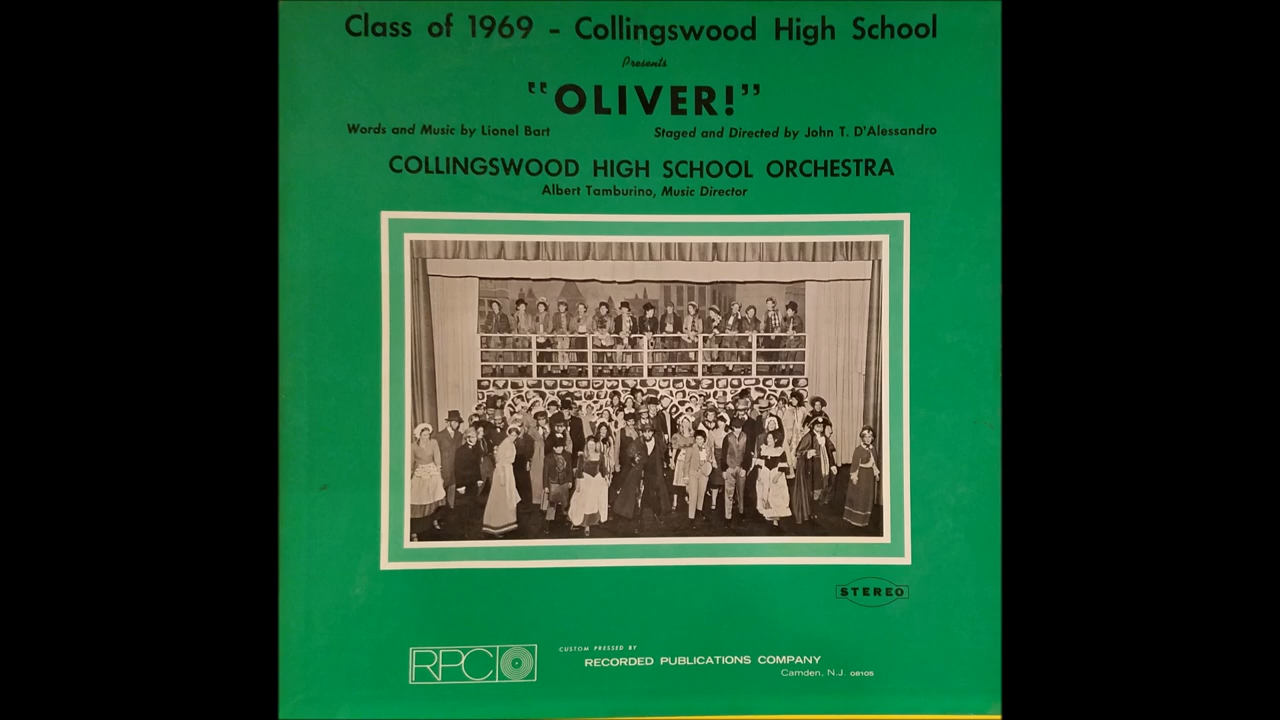 Class of 1969 - Collingswood High School
Presents
"OLIVER!"
Words and Music by Lionel Bart
Staged and Directed by John T. D'Alessandro
COLLINGSWOOD HIGH SCHOOL ORCHESTRA
Albert Tamburino, Music Director
STEREO
RPC
CUSTOM PRESSED BY
RECORDED PUBLICATIONS COMPANY
Camden, N.J. 08105